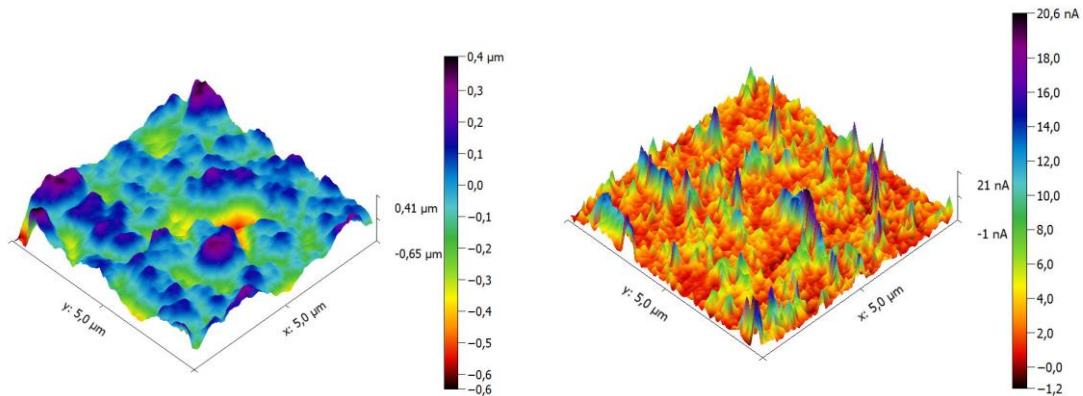 0,4 µm
0,3
0,2
0,1
0,0
−0,1
−0,2
−0,3
−0,4
−0,5
−0,6
−0,6
0,41 µm
−0,65 µm
y: 5,0 µm
x: 5,0 µm
20,6 nA
18,0
16,0
14,0
12,0
10,0
8,0
6,0
4,0
2,0
−0,0
−1,2
21 nA
−1 nA
y: 5,0 µm
x: 5,0 µm